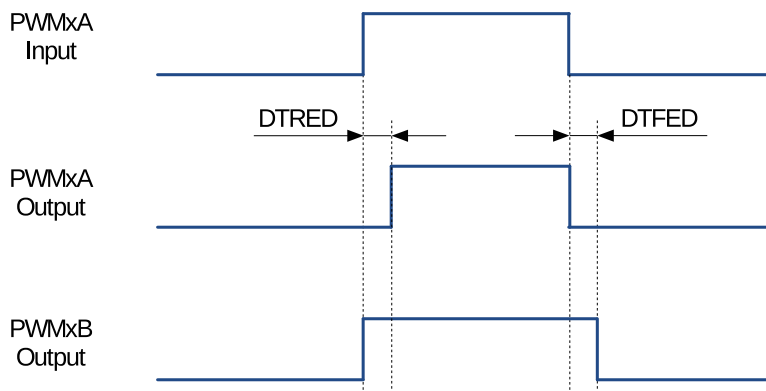 PWMxA
Input
DTRED
DTFED
PWMxA
Output
PWMxB
Output